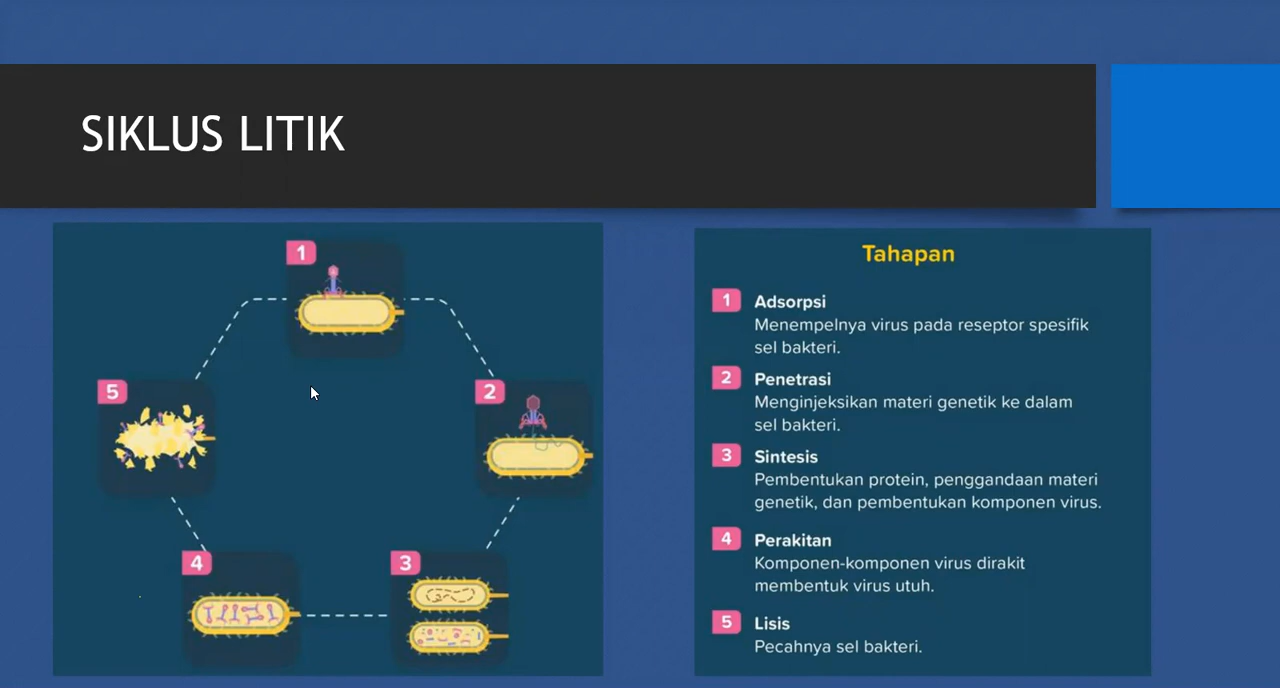 SIKLUS LITIK
1
2
3
4
5
Tahapan
1 Adsorpsi
Menempelnya virus pada reseptor spesifik
sel bakteri.
2 Penetrasi
Menginjeksikan materi genetik ke dalam
sel bakteri.
3 Sintesis
Pembentukan protein, penggandaan materi
genetik, dan pembentukan komponen virus.
4 Perakitan
Komponen-komponen virus dirakit
membentuk virus utuh.
5 Lisis
Pecahnya sel bakteri.